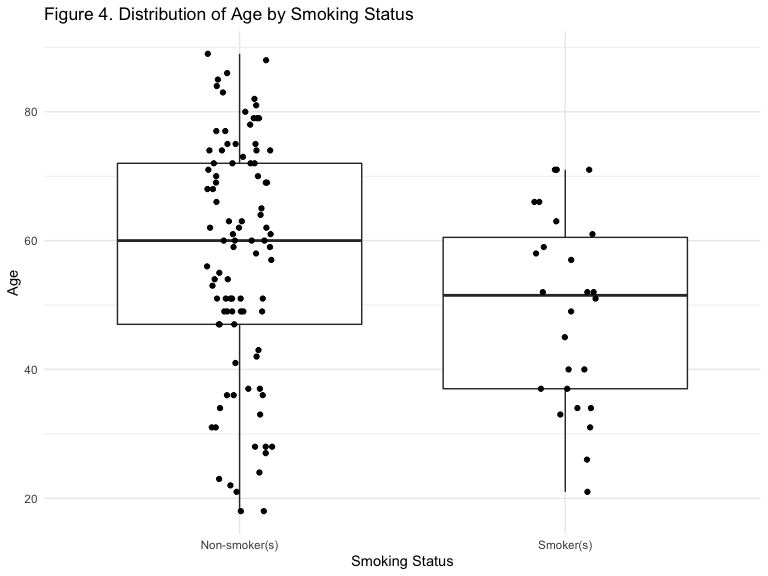 Figure 4. Distribution of Age by Smoking Status
80
60
40
20
Age
Non-smoker(s)
Smoker(s)
Smoking Status